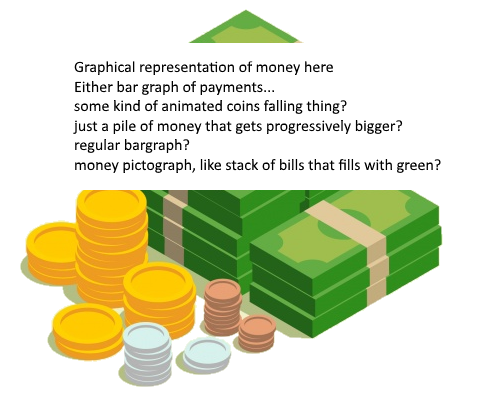 Graphical representation of money here
Either bar graph of payments...
some kind of animated coins falling thing?
just a pile of money that gets progressively bigger?
regular bargraph?
money pictograph, like stack of bills that fills with green?